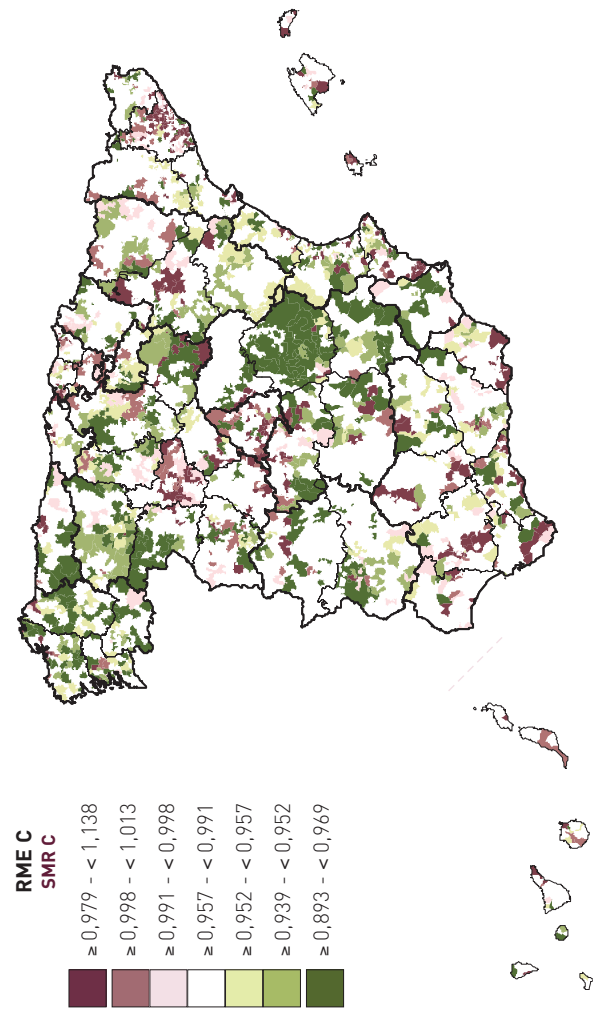 RME C
SMR C
≥ 0,979 - < 1,138
≥ 0,998 - < 1,013
≥ 0,991 - < 0,998
≥ 0,957 - < 0,991
≥ 0,952 - < 0,957
≥ 0,939 - < 0,952
≥ 0,893 - < 0,969